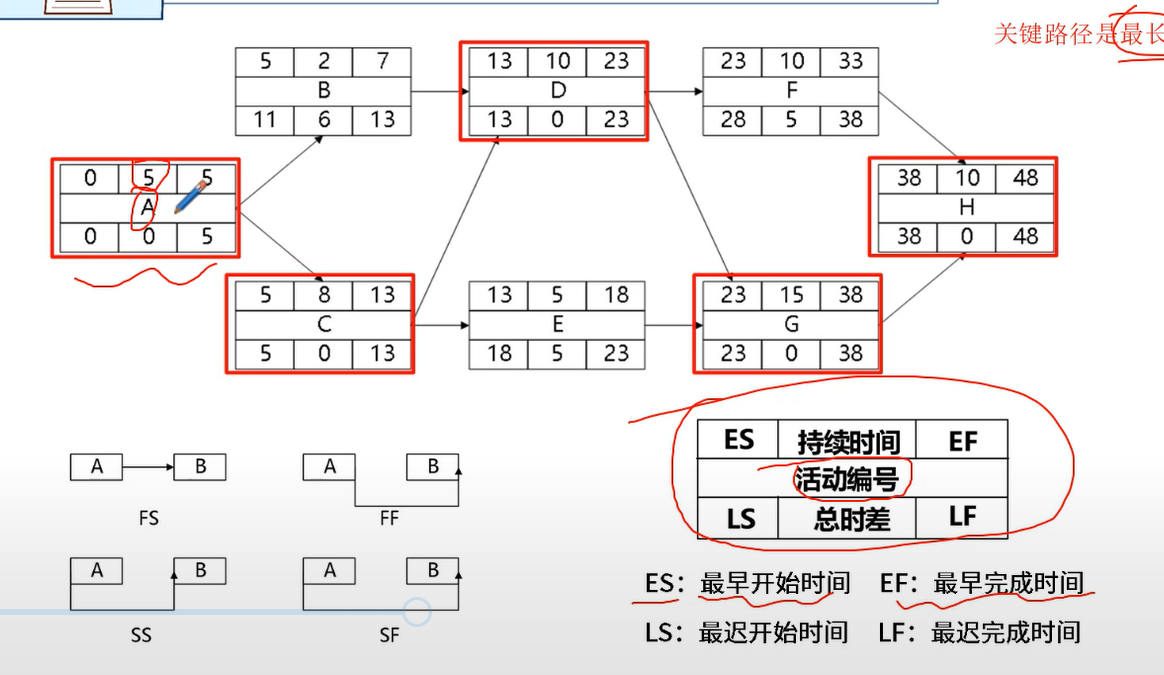 关键路径是最长
5 2 7
B
11 6 13
13 10 23
D
13 0 23
23 10 33
F
28 5 38
0 5 5
A
0 0 5
38 10 48
H
38 0 48
5 8 13
C
5 0 13
13 5 18
E
18 5 23
23 15 38
G
23 0 38
ES 持续时间 EF
活动编号
LS 总时差 LF
A B
FS
A B
FF
A B
SS
A B
SF
ES：最早开始时间 EF：最早完成时间
LS：最迟开始时间 LF：最迟完成时间